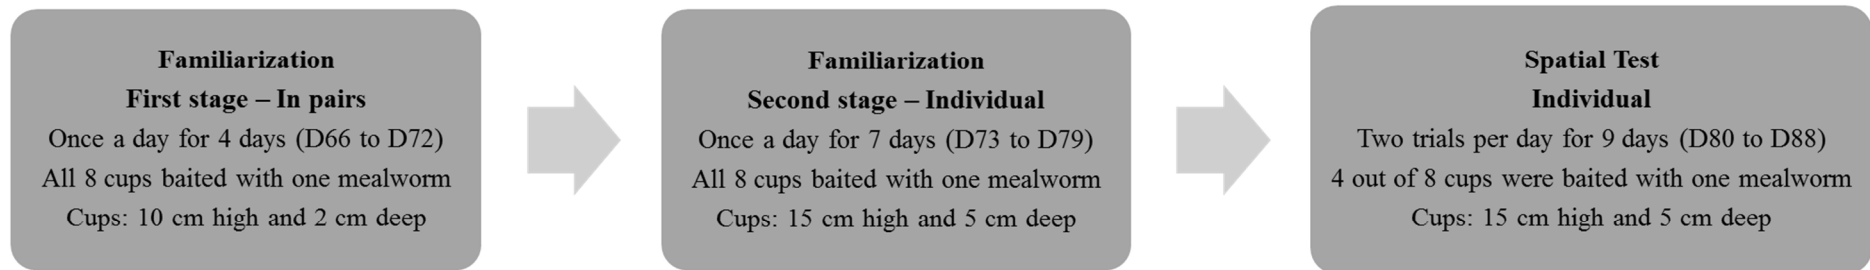 Familiarization
First stage – In pairs
Once a day for 4 days (D66 to D72)
All 8 cups baited with one mealworm
Cups: 10 cm high and 2 cm deep
Familiarization
Second stage – Individual
Once a day for 7 days (D73 to D79)
All 8 cups baited with one mealworm
Cups: 15 cm high and 5 cm deep
Spatial Test
Individual
Two trials per day for 9 days (D80 to D88)
4 out of 8 cups were baited with one mealworm
Cups: 15 cm high and 5 cm deep